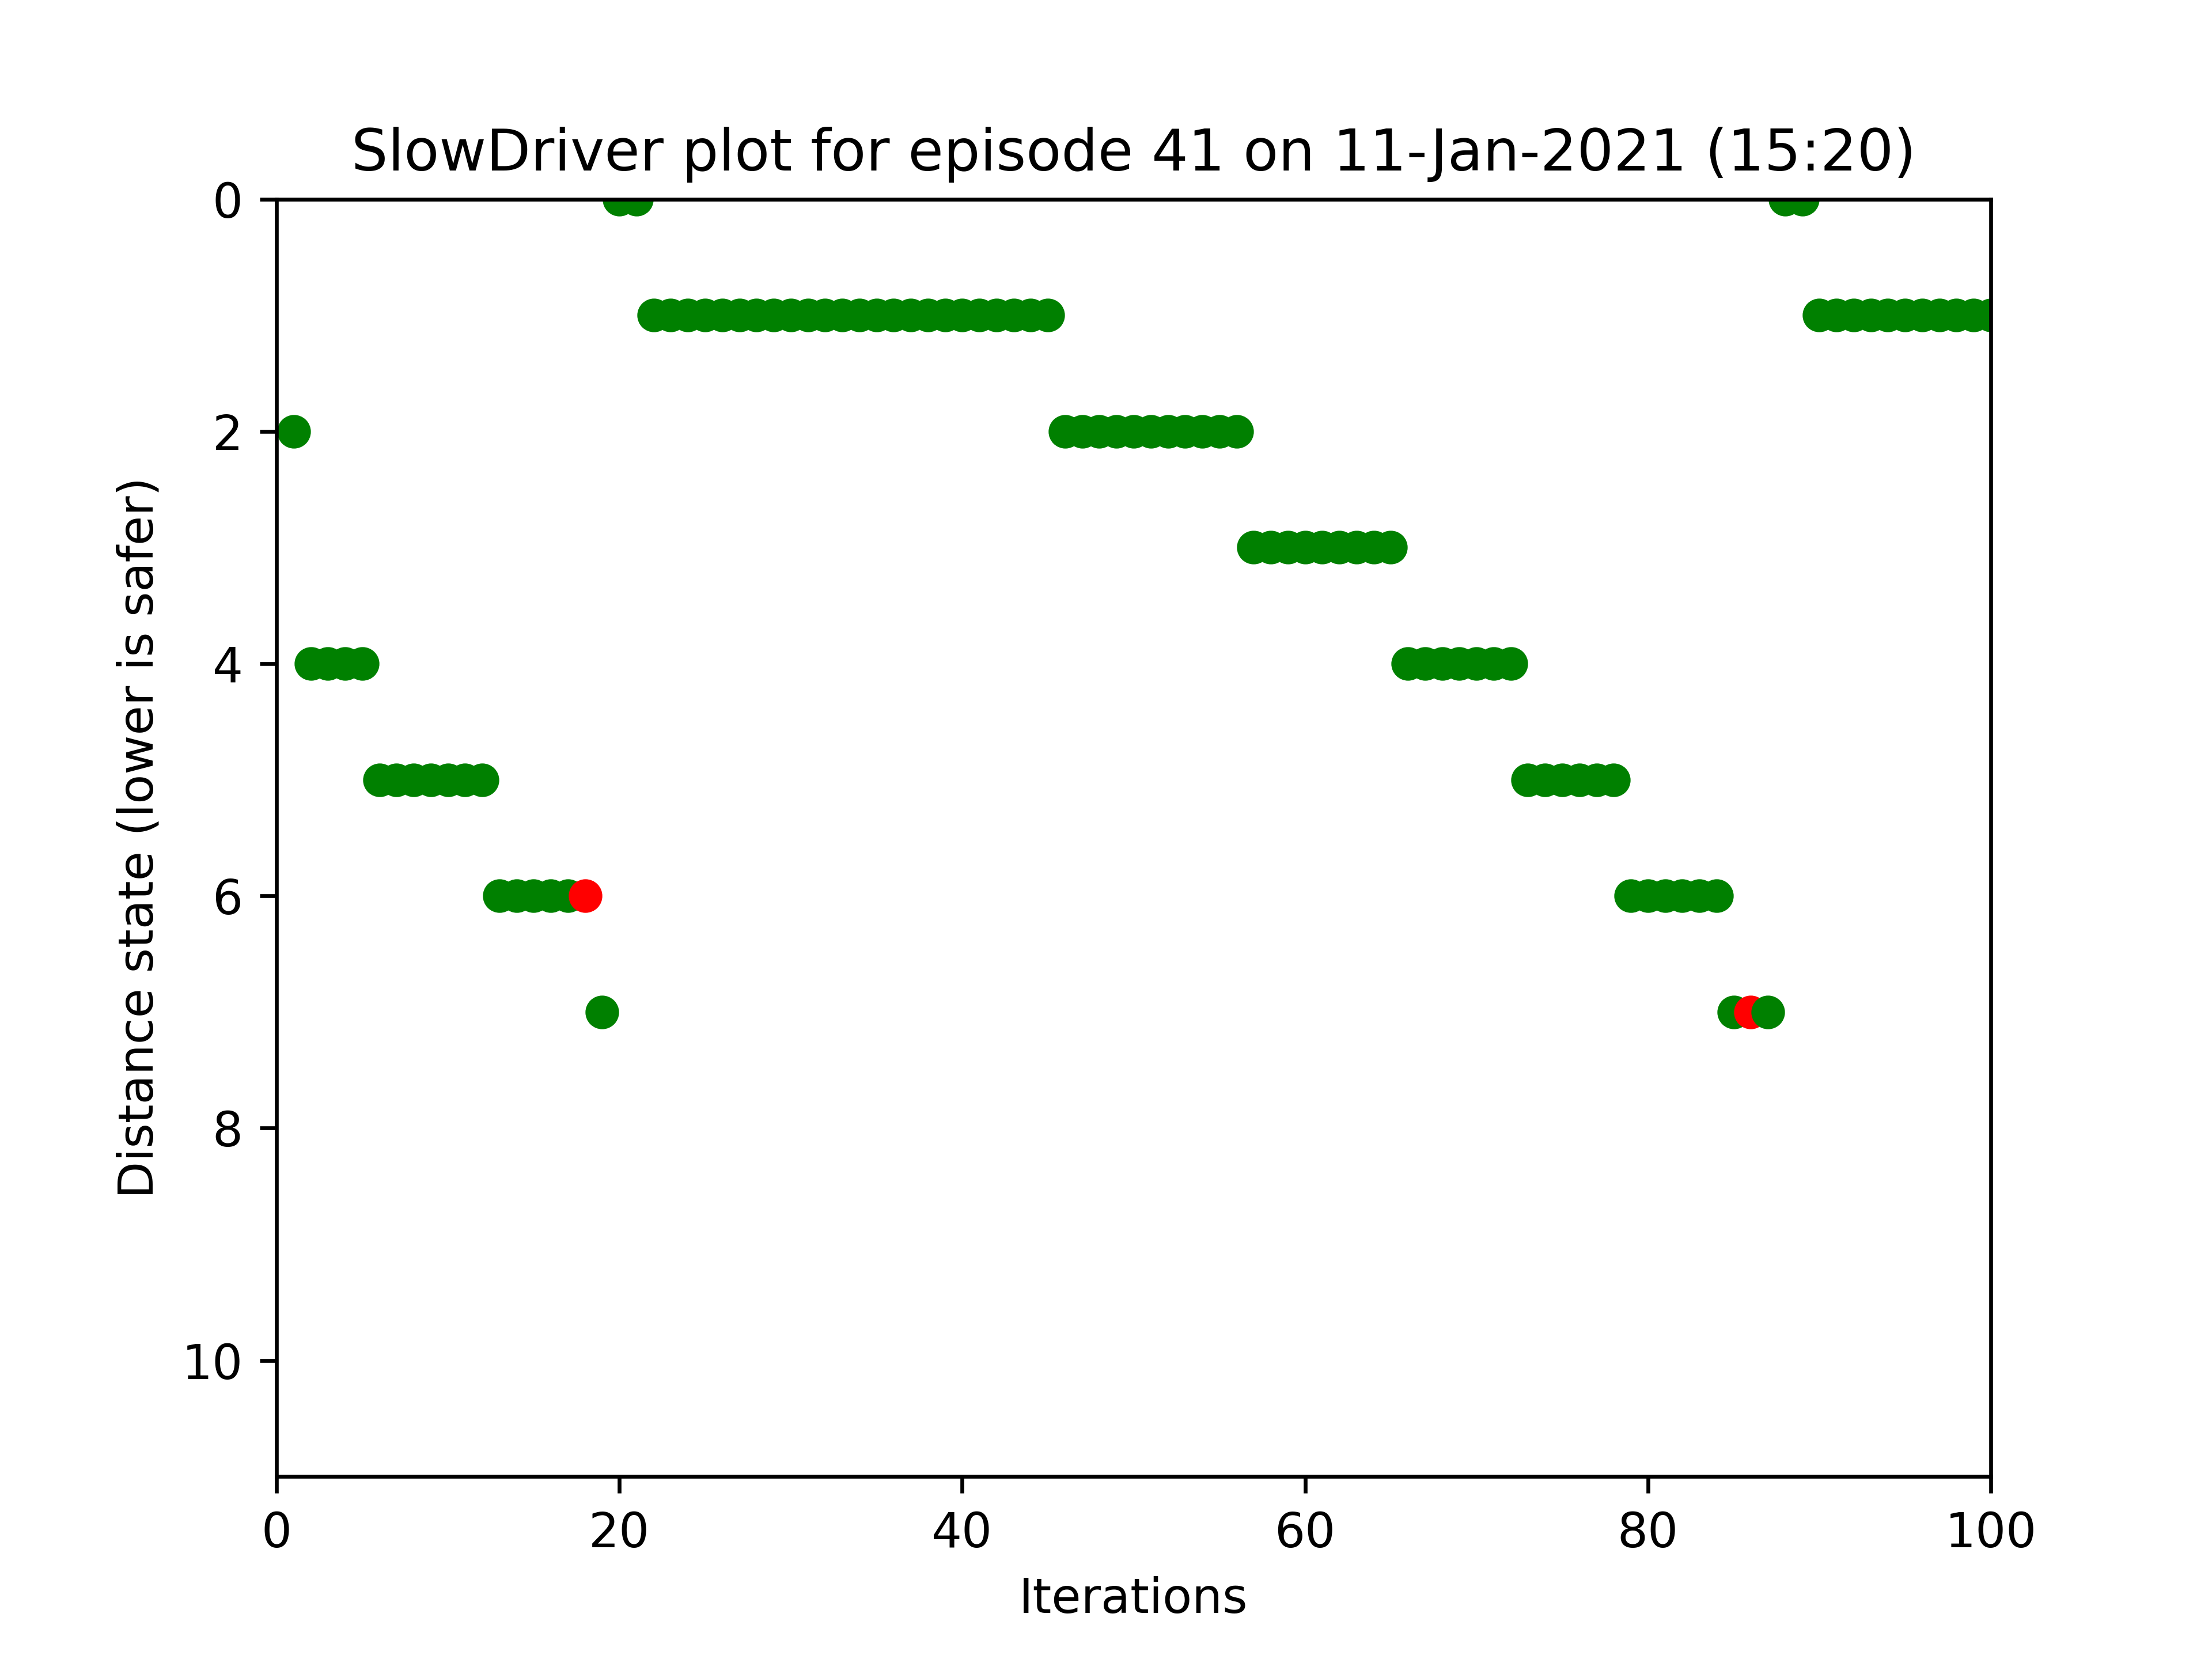 SlowDriver plot for episode 41 on 11-Jan-2021 (15:20)
Distance state (lower is safer)
0
2
4
6
8
10
0 20 40 60 80 100
Iterations